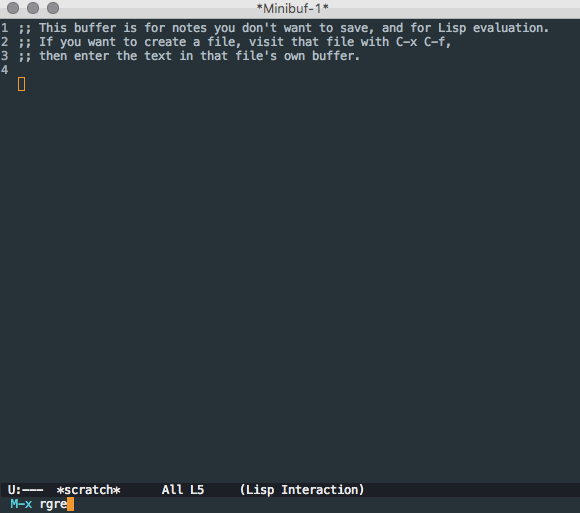 *Minibuf-1*
1 ;; This buffer is for notes you don't want to save, and for Lisp evaluation.
2 ;; If you want to create a file, visit that file with C-x C-f,
3 ;; then enter the text in that file's own buffer.
4
U:--- *scratch* All L5 (Lisp Interaction)
M-x rgre